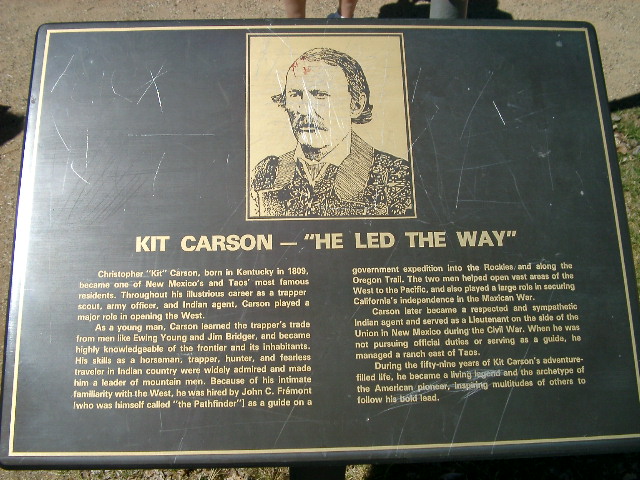 KIT CARSON — "HE LED THE WAY"
Christopher "Kit" Carson, born in Kentucky in 1809,
became one of New Mexico's and Taos' most famous
residents. Throughout his illustrious career as a trapper
scout, army officer, and Indian agent, Carson played a
major role in opening the West.
As a young man, Carson learned the trapper's trade
from men like Ewing Young and Jim Bridger, and became
highly knowledgeable of the frontier and its inhabitants.
His skills as a horseman, trapper, hunter, and fearless
traveler in Indian country were widely admired and made
him a leader of mountain men. Because of his intimate
familiarity with the West, he was hired by John C. Frémont
[who was himself called "the Pathfinder"] as a guide on a
government expedition into the Rockies and along the
Oregon Trail. The two men helped open vast areas of the
West to the Pacific, and also played a large role in securing
California's independence in the Mexican War.
Carson later became a respected and sympathetic
Indian agent and served as a Lieutenant on the side of the
Union in New Mexico during the Civil War. When he was
not pursuing official duties or serving as a guide, he
managed a ranch east of Taos.
During the fifty-nine years of Kit Carson's adventure-
filled life, he became a living legend and the archetype of
the American pioneer, inspiring multitudes of others to
follow his bold lead.